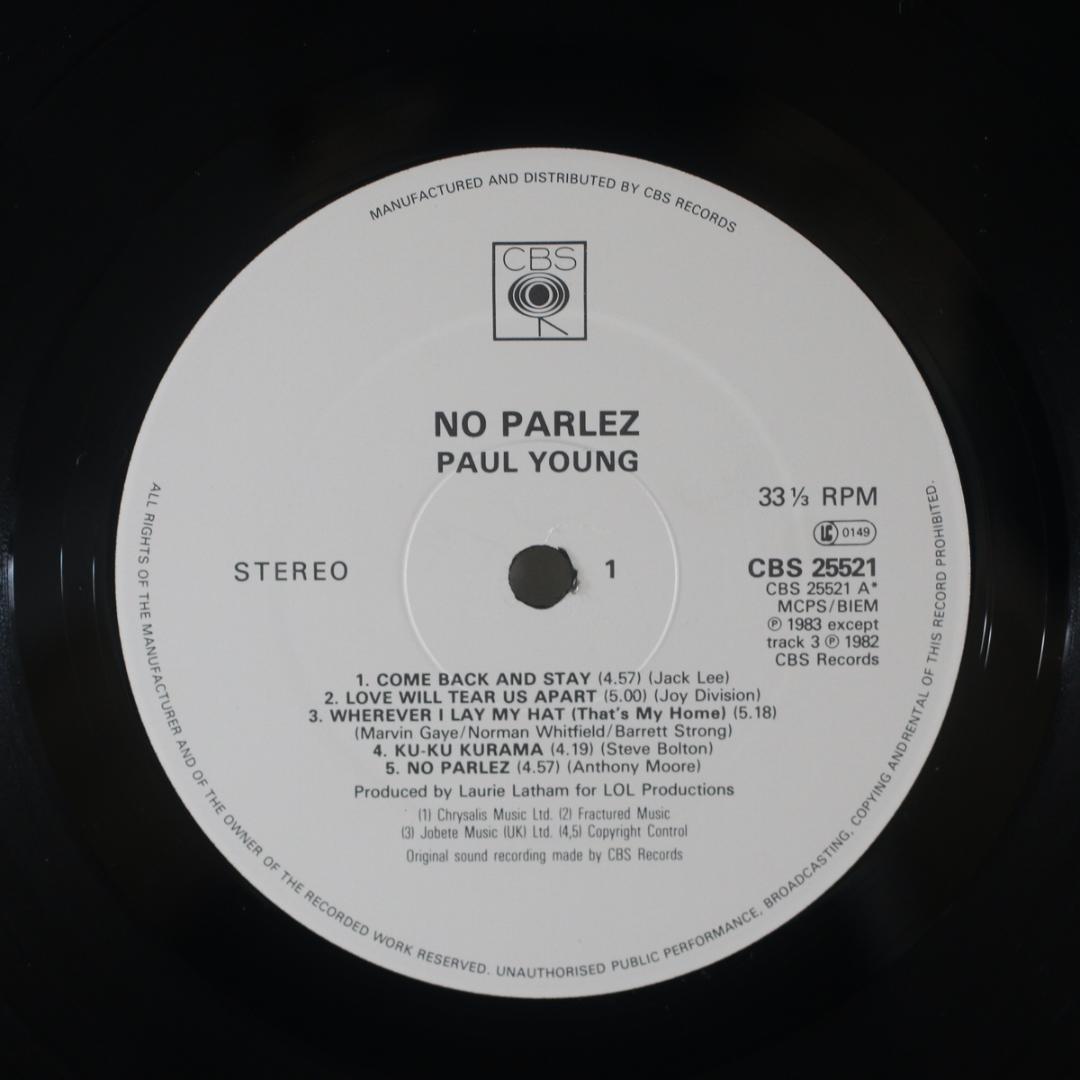 MANUFACTURED AND DISTRIBUTED BY CBS RECORDS
CBS
NO PARLEZ
PAUL YOUNG
33 ⅓ RPM
LC 0149
STEREO
1
CBS 25521
CBS 25521 A*
MCPS/BIEM
℗ 1983 except
track 3 ℗ 1982
CBS Records
1. COME BACK AND STAY (4.57) (Jack Lee)
2. LOVE WILL TEAR US APART (5.00) (Joy Division)
3. WHEREVER I LAY MY HAT (That's My Home) (5.18)
(Marvin Gaye/Norman Whitfield/Barrett Strong)
4. KU-KU KURAMA (4.19) (Steve Bolton)
5. NO PARLEZ (4.57) (Anthony Moore)
Produced by Laurie Latham for LOL Productions
(1) Chrysalis Music Ltd. (2) Fractured Music
(3) Jobete Music (UK) Ltd. (4,5) Copyright Control
Original sound recording made by CBS Records
ALL RIGHTS OF THE MANUFACTURER AND OF THE OWNER OF THE RECORDED WORK RESERVED. UNAUTHORISED PUBLIC PERFORMANCE, BROADCASTING, COPYING AND RENTAL OF THIS RECORD PROHIBITED.